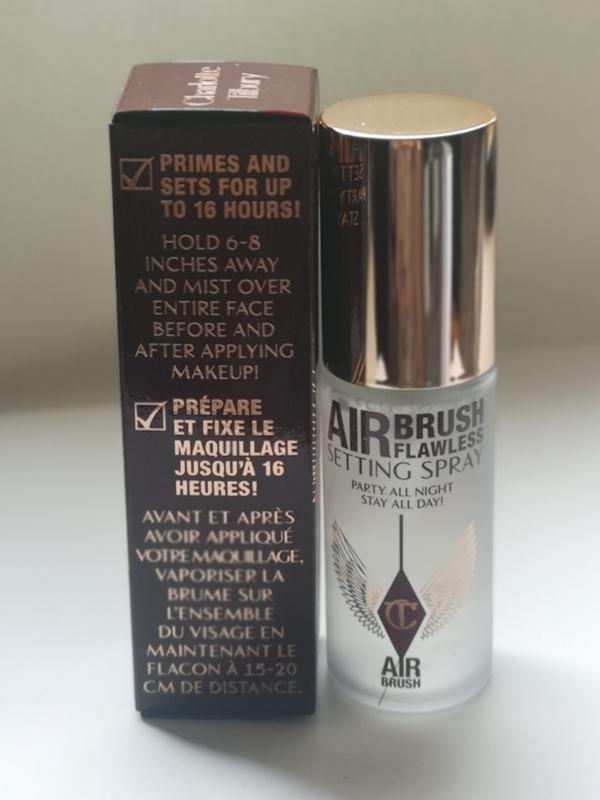 Charlotte
Tilbury
PRIMES AND
SETS FOR UP
TO 16 HOURS!
HOLD 6-8
INCHES AWAY
AND MIST OVER
ENTIRE FACE
BEFORE AND
AFTER APPLYING
MAKEUP!
PRÉPARE
ET FIXE LE
MAQUILLAGE
JUSQU'À 16
HEURES!
AVANT ET APRÈS
AVOIR APPLIQUÉ
VOTRE MAQUILLAGE,
VAPORISER LA
BRUME SUR
L'ENSEMBLE
DU VISAGE EN
MAINTENANT LE
FLACON À 15-20
CM DE DISTANCE.
AIRBRUSH
FLAWLESS
SETTING SPRAY
PARTY ALL NIGHT
STAY ALL DAY!
CT
AIR
BRUSH